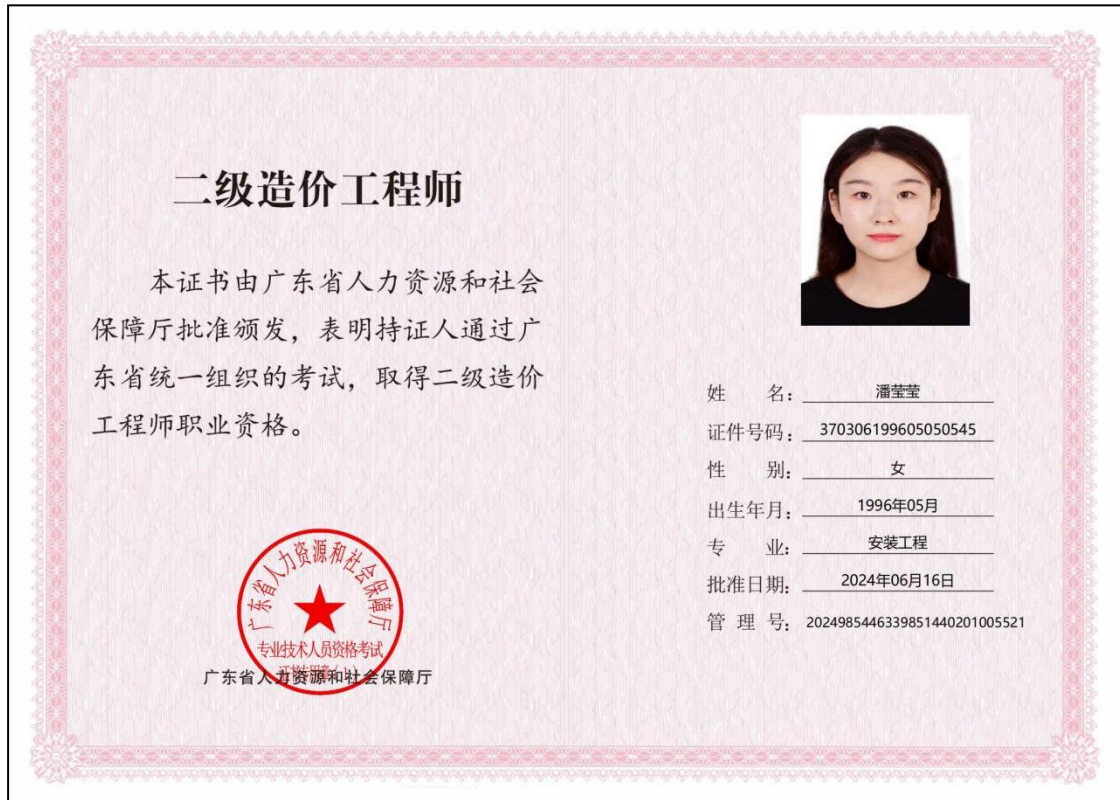 二级造价工程师
本证书由广东省人力资源和社会
保障厅批准颁发，表明持证人通过广
东省统一组织的考试，取得二级造价
工程师职业资格。
广东省人力资源和社会保障厅
专业技术人员资格考试
广东省人力资源和社会保障厅
姓 名：潘莹莹
证件号码：370306199605050545
性 别：女
出生年月：1996年05月
专 业：安装工程
批准日期：2024年06月16日
管 理 号：2024985446339851440201005521